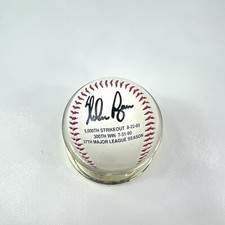 Nolan Ryan
5,000TH STRIKEOUT 8-22-89
300TH WIN 7-31-90
27TH MAJOR LEAGUE SEASON